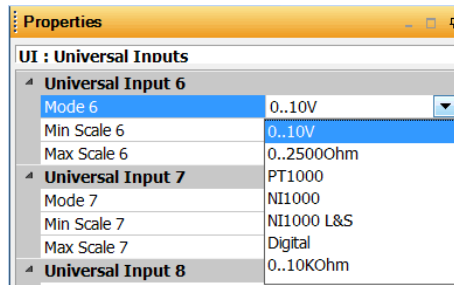 Properties
UI : Universal Inputs
Universal Input 6
Mode 6 0..10V
Min Scale 6 0..10V
Max Scale 6 0..2500Ohm
Universal Input 7 PT1000
Mode 7 NI1000
Min Scale 7 NI1000 L&S
Max Scale 7 Digital
Universal Input 8 0..10KOhm